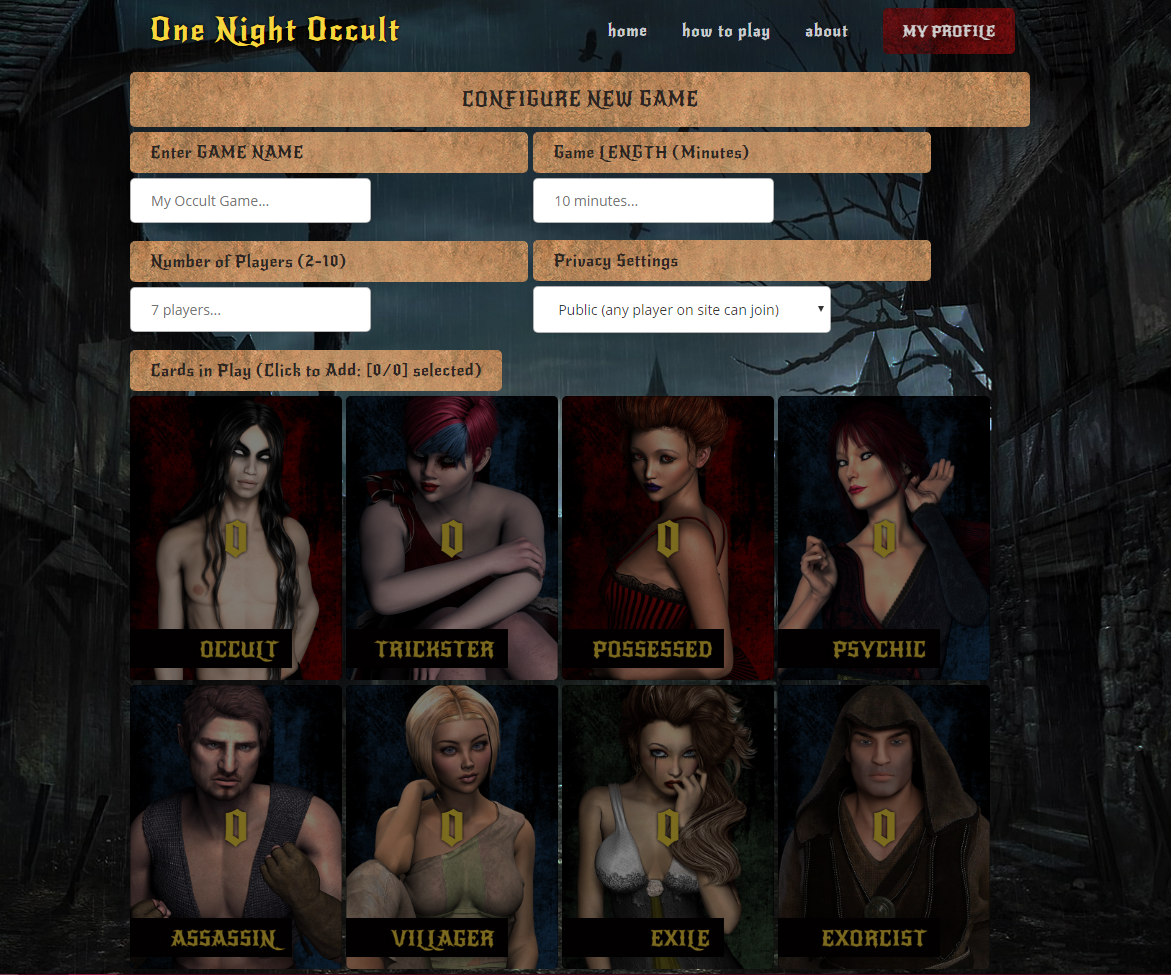 One Night Occult
home how to play about MY PROFILE
CONFIGURE NEW GAME
Enter GAME NAME Game LENGTH (Minutes)
My Occult Game... 10 minutes...
Number of Players (2-10) Privacy Settings
7 players... Public (any player on site can join)
Cards in Play (Click to Add: [0/0] selected)
0 0 0 0
OCCULT TRICKSTER POSSESSED PSYCHIC
0 0 0 0
ASSASSIN VILLAGER EXILE EXORCIST